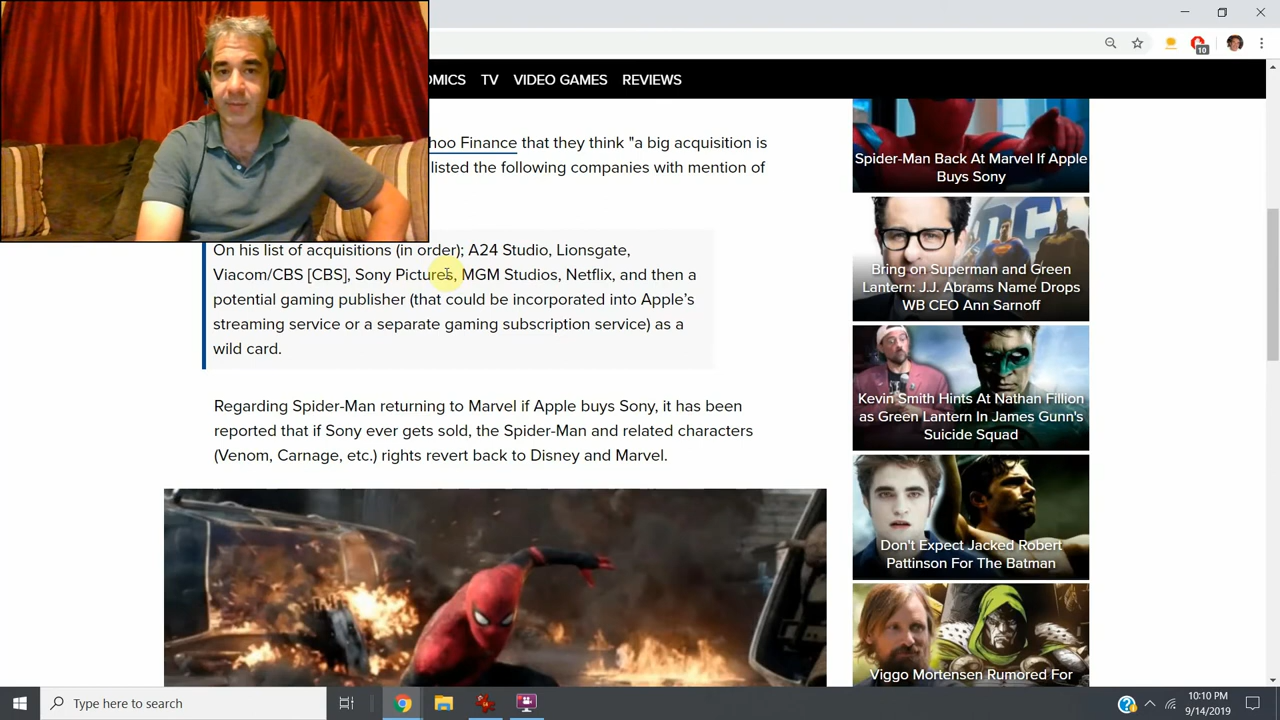 OMICS TV VIDEO GAMES REVIEWS
10
hoo Finance that they think "a big acquisition is
listed the following companies with mention of
On his list of acquisitions (in order); A24 Studio, Lionsgate,
Viacom/CBS [CBS], Sony Pictures, MGM Studios, Netflix, and then a
potential gaming publisher (that could be incorporated into Apple’s
streaming service or a separate gaming subscription service) as a
wild card.
Regarding Spider-Man returning to Marvel if Apple buys Sony, it has been
reported that if Sony ever gets sold, the Spider-Man and related characters
(Venom, Carnage, etc.) rights revert back to Disney and Marvel.
Spider-Man Back At Marvel If Apple
Buys Sony
Bring on Superman and Green
Lantern: J.J. Abrams Name Drops
WB CEO Ann Sarnoff
Kevin Smith Hints At Nathan Fillion
as Green Lantern In James Gunn's
Suicide Squad
Don't Expect Jacked Robert
Pattinson For The Batman
Viggo Mortensen Rumored For
Type here to search
10:10 PM
9/14/2019